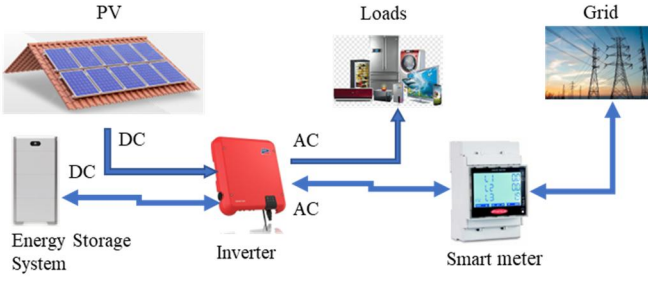 PV
Loads
Grid
DC
AC
DC
AC
Energy Storage
System
Inverter
Smart meter